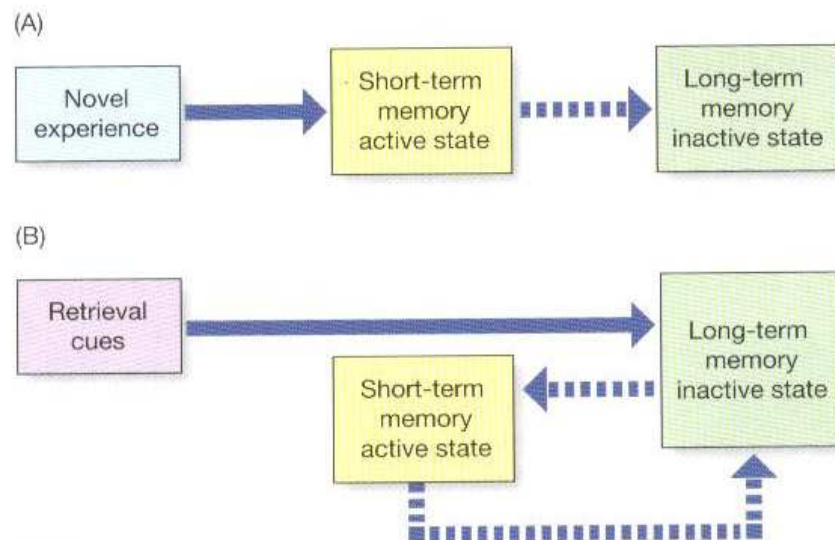 (A)
Novel
experience
Short-term
memory
active state
Long-term
memory
inactive state
(B)
Retrieval
cues
Short-term
memory
active state
Long-term
memory
inactive state